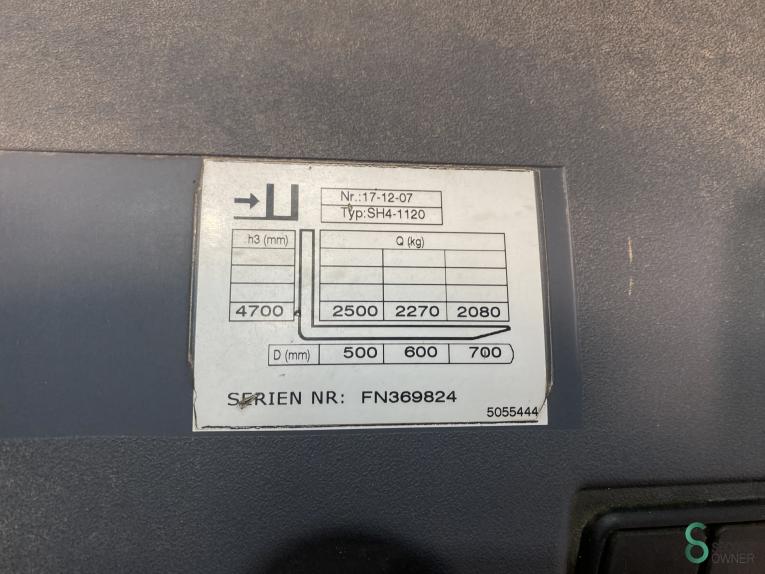 Nr.:17-12-07
Typ:SH4-1120
h3 (mm) Q (kg)
4700 2500 2270 2080
D (mm) 500 600 700
SERIEN NR: FN369824
5055444
OWNER